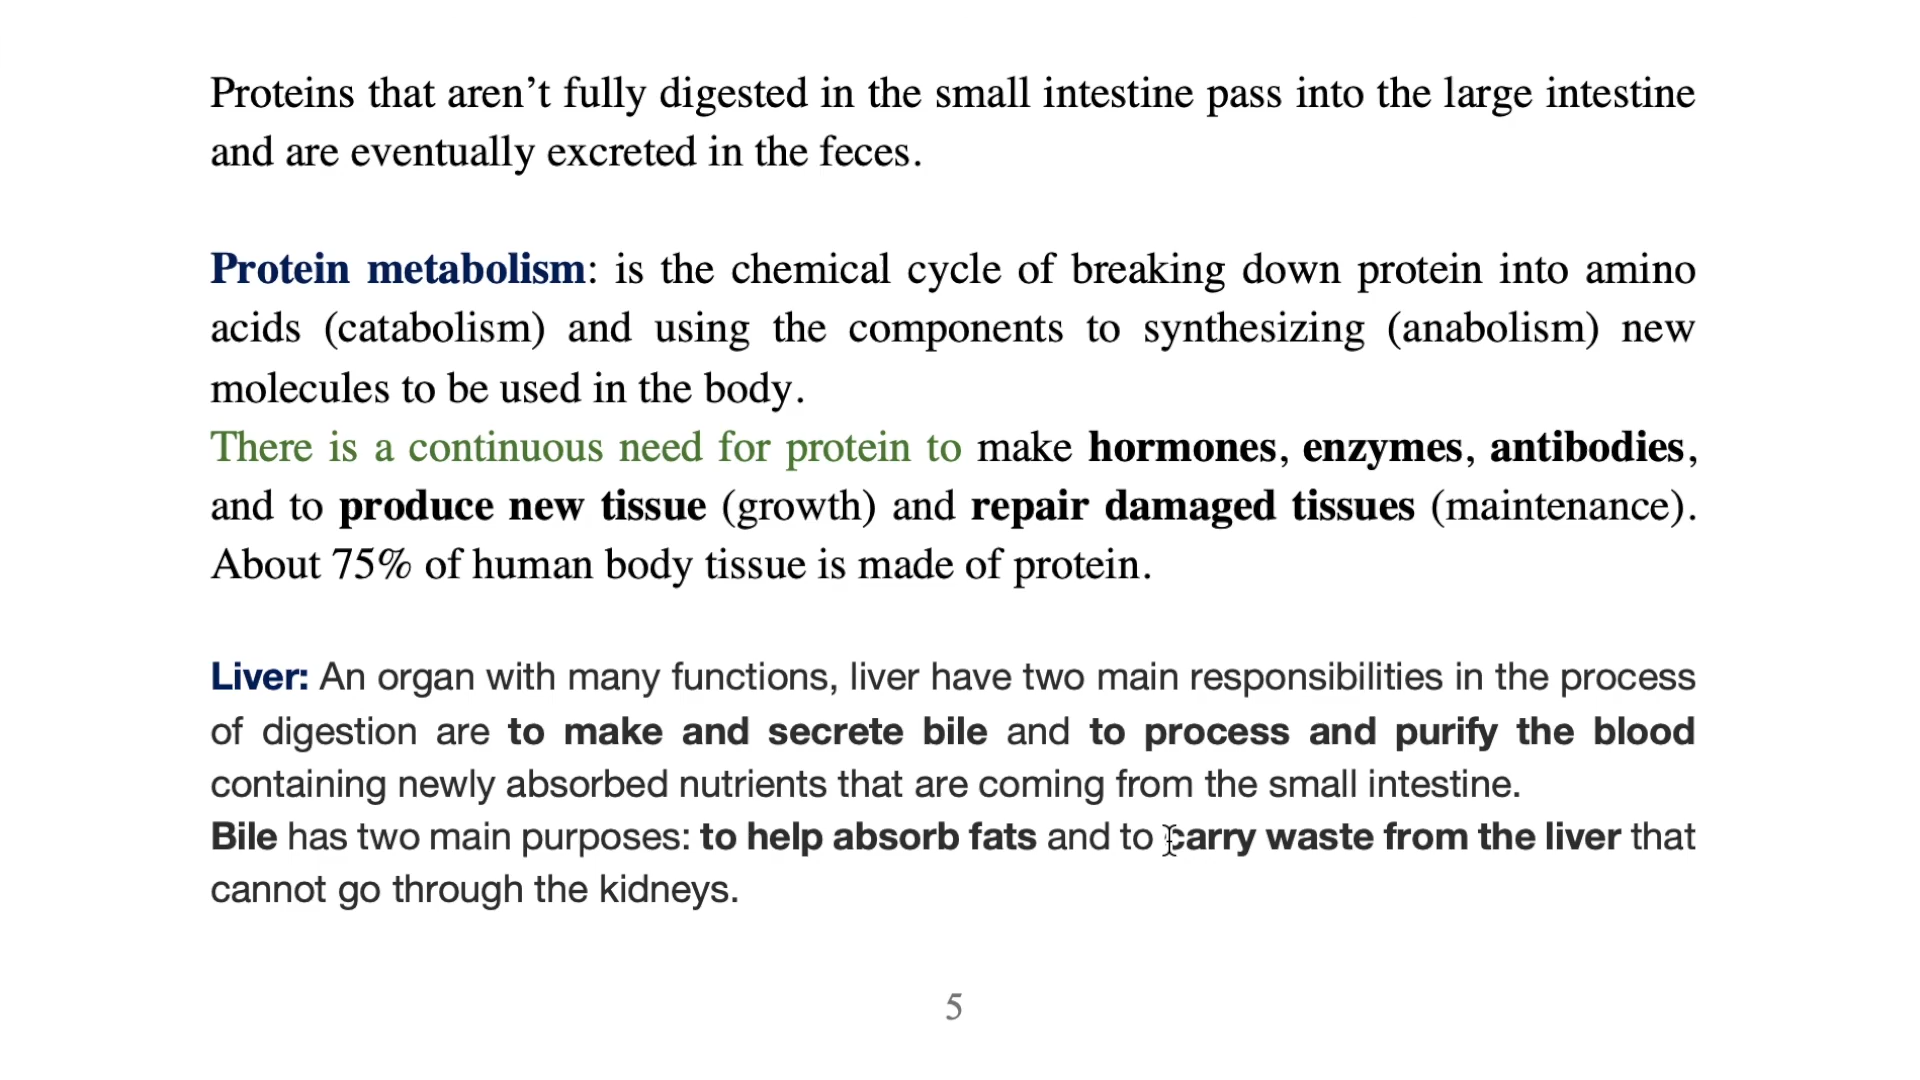 Proteins that aren’t fully digested in the small intestine pass into the large intestine
and are eventually excreted in the feces.
Protein metabolism: is the chemical cycle of breaking down protein into amino
acids (catabolism) and using the components to synthesizing (anabolism) new
molecules to be used in the body.
There is a continuous need for protein to make hormones, enzymes, antibodies,
and to produce new tissue (growth) and repair damaged tissues (maintenance).
About 75% of human body tissue is made of protein.
Liver: An organ with many functions, liver have two main responsibilities in the process
of digestion are to make and secrete bile and to process and purify the blood
containing newly absorbed nutrients that are coming from the small intestine.
Bile has two main purposes: to help absorb fats and to carry waste from the liver that
cannot go through the kidneys.
5